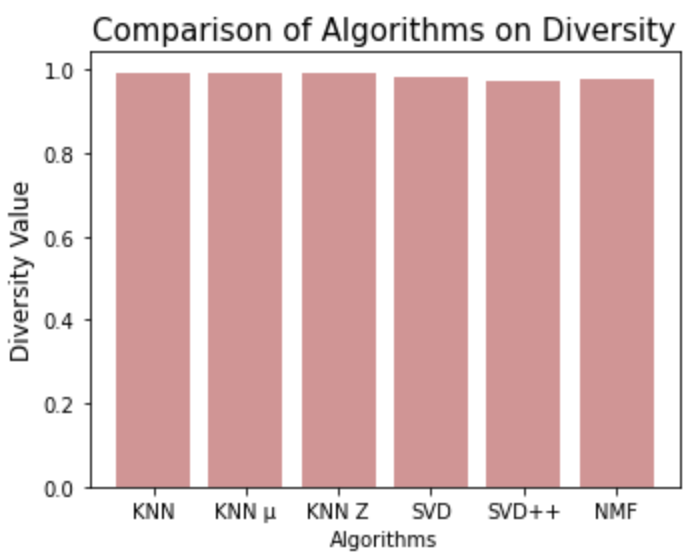 Comparison of Algorithms on Diversity
Diversity Value
1.0
0.8
0.6
0.4
0.2
0.0
KNN KNN μ KNN Z SVD SVD++ NMF
Algorithms